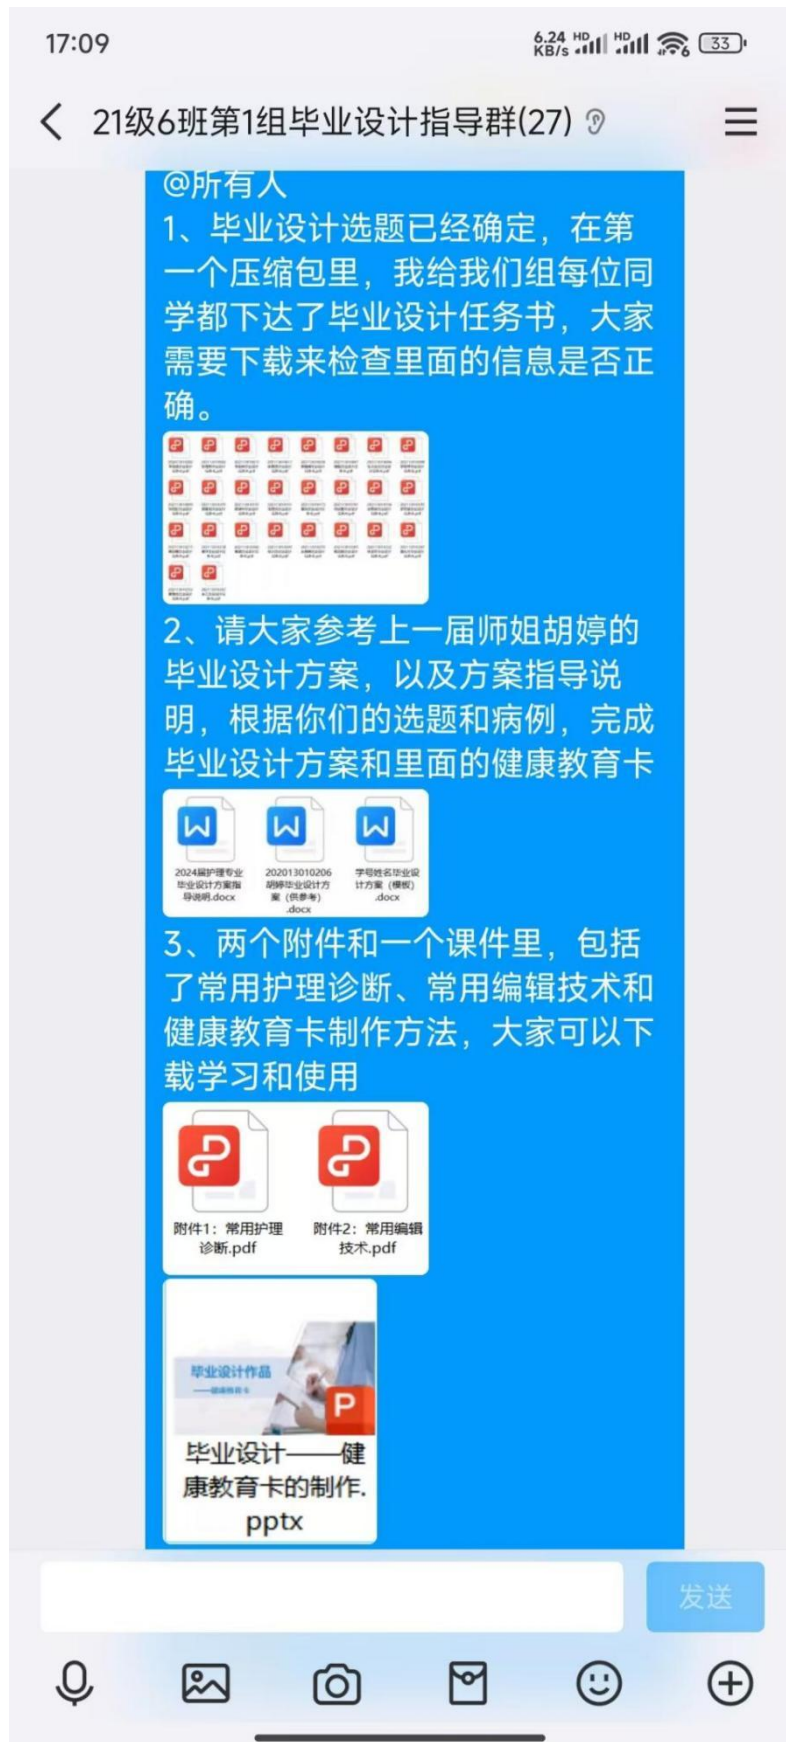 17:09
6.24 KB/s HD HD 6 33
21级6班第1组毕业设计指导群(27)
@所有人
1、毕业设计选题已经确定，在第
一个压缩包里，我给我们组每位同
学都下达了毕业设计任务书，大家
需要下载来检查里面的信息是否正
确。
2、请大家参考上一届师姐胡婷的
毕业设计方案，以及方案指导说
明，根据你们的选题和病例，完成
毕业设计方案和里面的健康教育卡
2024届护理专业
毕业设计方案指
导说明.docx
202013010206
胡婷毕业设计方
案（供参考）
.docx
学号姓名毕业设
计方案（模板）
.docx
3、两个附件和一个课件里，包括
了常用护理诊断、常用编辑技术和
健康教育卡制作方法，大家可以下
载学习和使用
附件1：常用护理
诊断.pdf
附件2：常用编辑
技术.pdf
毕业设计作品
——健康教育卡
P
毕业设计——健
康教育卡的制作.
pptx
发送